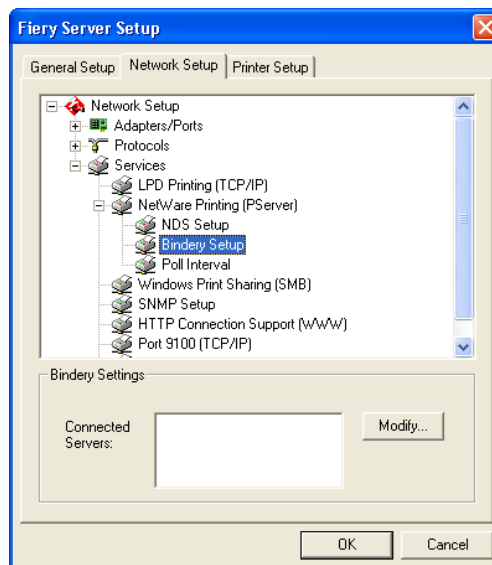 Fiery Server Setup
General Setup Network Setup Printer Setup
Network Setup
Adapters/Ports
Protocols
Services
LPD Printing (TCP/IP)
NetWare Printing (PServer)
NDS Setup
Bindery Setup
Poll Interval
Windows Print Sharing (SMB)
SNMP Setup
HTTP Connection Support (WWW)
Port 9100 (TCP/IP)
Bindery Settings
Connected
Servers:
Modify...
OK Cancel